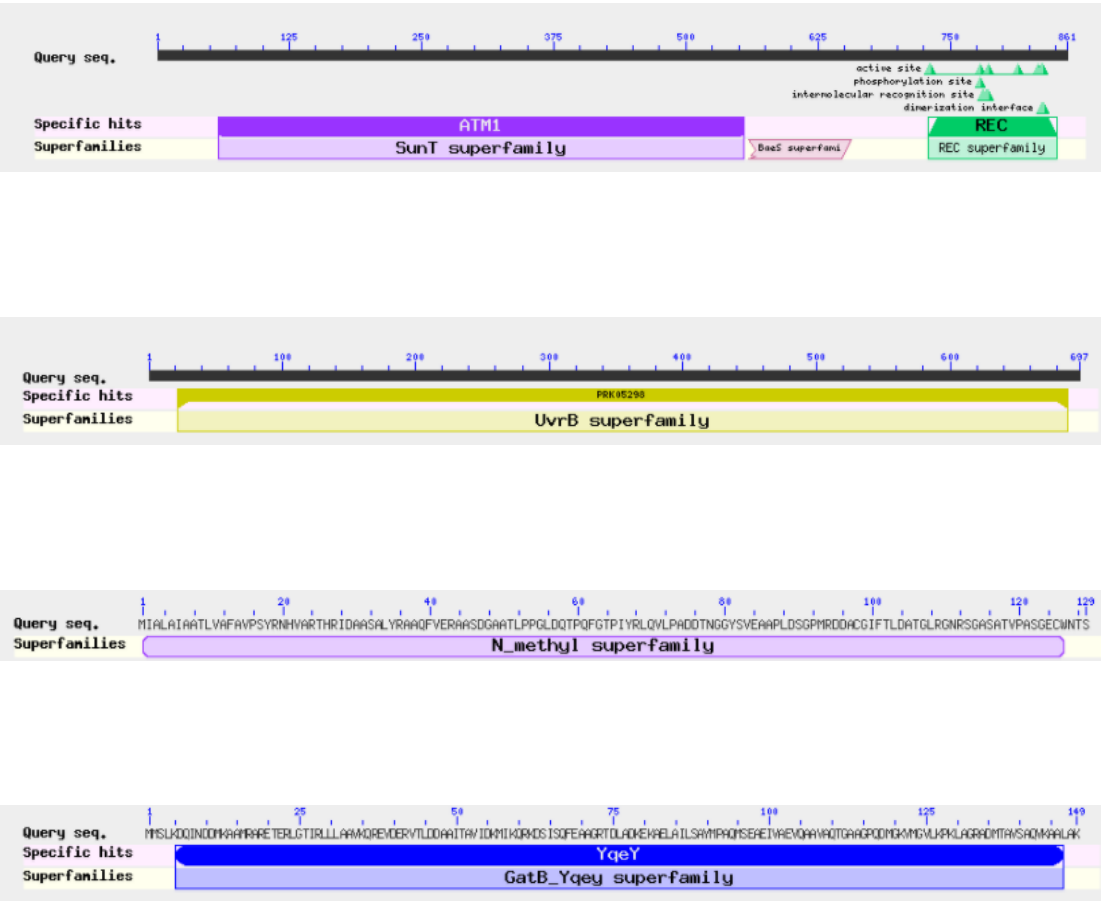 1 125 250 375 500 625 750 861
Query seq.
active site
phosphorylation site
intermolecular recognition site
dimerization interface
Specific hits ATM1 REC
Superfamilies SunT superfamily BaeS superfami REC superfamily
1 100 200 300 400 500 600 697
Query seq.
Specific hits PRK05298
Superfamilies UvrB superfamily
1 20 40 60 80 100 120 129
Query seq. MIALAIAATLVAFAVPSYRNHVARTHRIDAASALYRAAQFVERAASDGAATLPPGLDQTPQFGTPIYRLQVLPADDTNGGYSVEAAPLDSGPMRDDACGIFTLDATGLRGNRSGASATVPASGECWNTS
Superfamilies N_methyl superfamily
1 25 50 75 100 125 149
Query seq. MMSLKDQINDDMKAAMRARETERLGTIRLLLAAVKQREVDERVTLDDAAITAVIDKMIKQRKDSISQFEAAGRTDLADKEKAELAILSAYMPAQMSEAEIVAEVQAAVAQTGAAGPQDMGKVMGVLKPKLAGRADMTAVSAQVKAALAK
Specific hits YqeY
Superfamilies GatB_Yqey superfamily